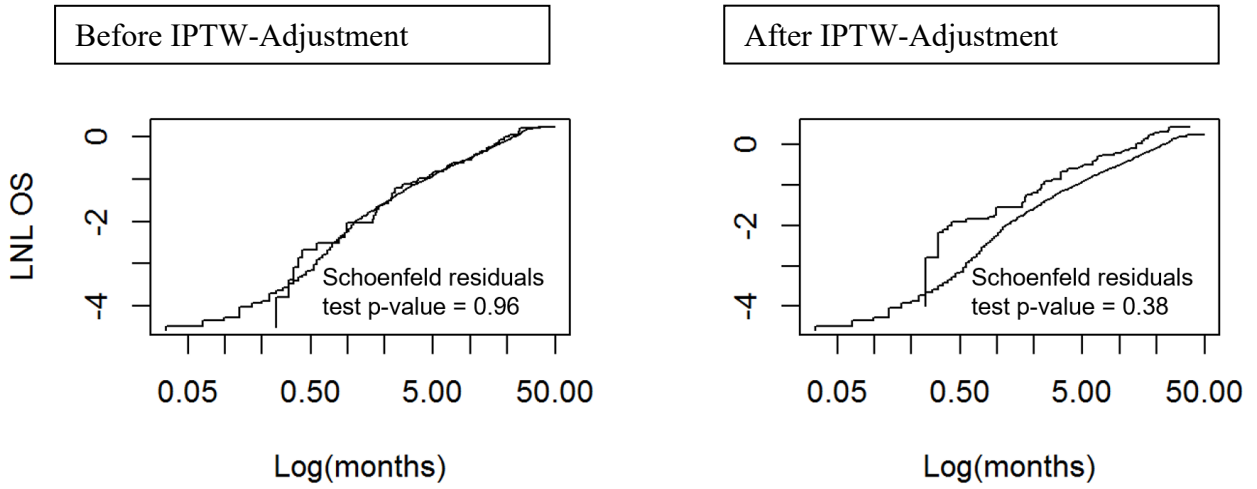 Before IPTW-Adjustment
After IPTW-Adjustment
LNL OS
0
-2
-4
Schoenfeld residuals
test p-value = 0.96
0.05 0.50 5.00 50.00
Log(months)
0
-2
-4
Schoenfeld residuals
test p-value = 0.38
0.05 0.50 5.00 50.00
Log(months)